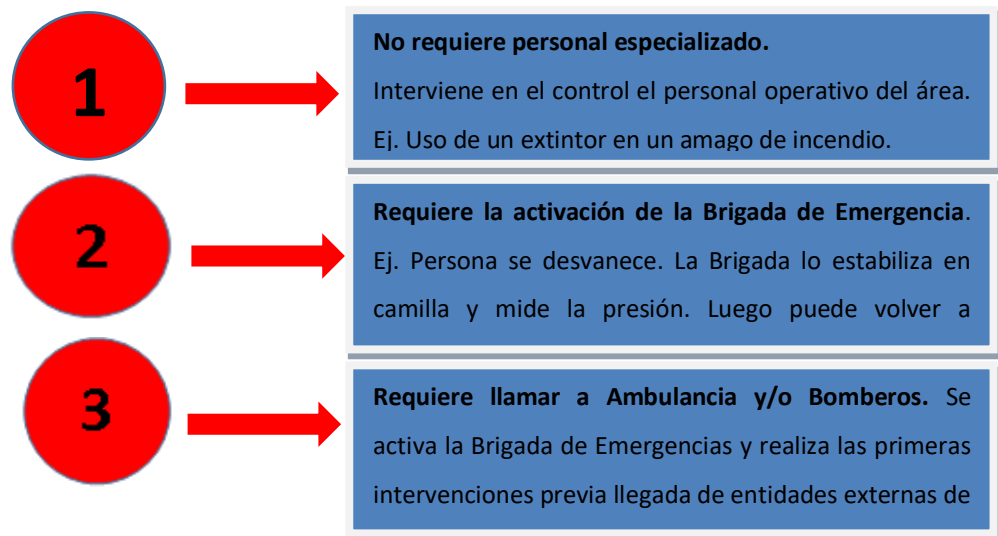 1
No requiere personal especializado.
Interviene en el control el personal operativo del área.
Ej. Uso de un extintor en un amago de incendio.
2
Requiere la activación de la Brigada de Emergencia.
Ej. Persona se desvanece. La Brigada lo estabiliza en
camilla y mide la presión. Luego puede volver a
3
Requiere llamar a Ambulancia y/o Bomberos. Se
activa la Brigada de Emergencias y realiza las primeras
intervenciones previa llegada de entidades externas de